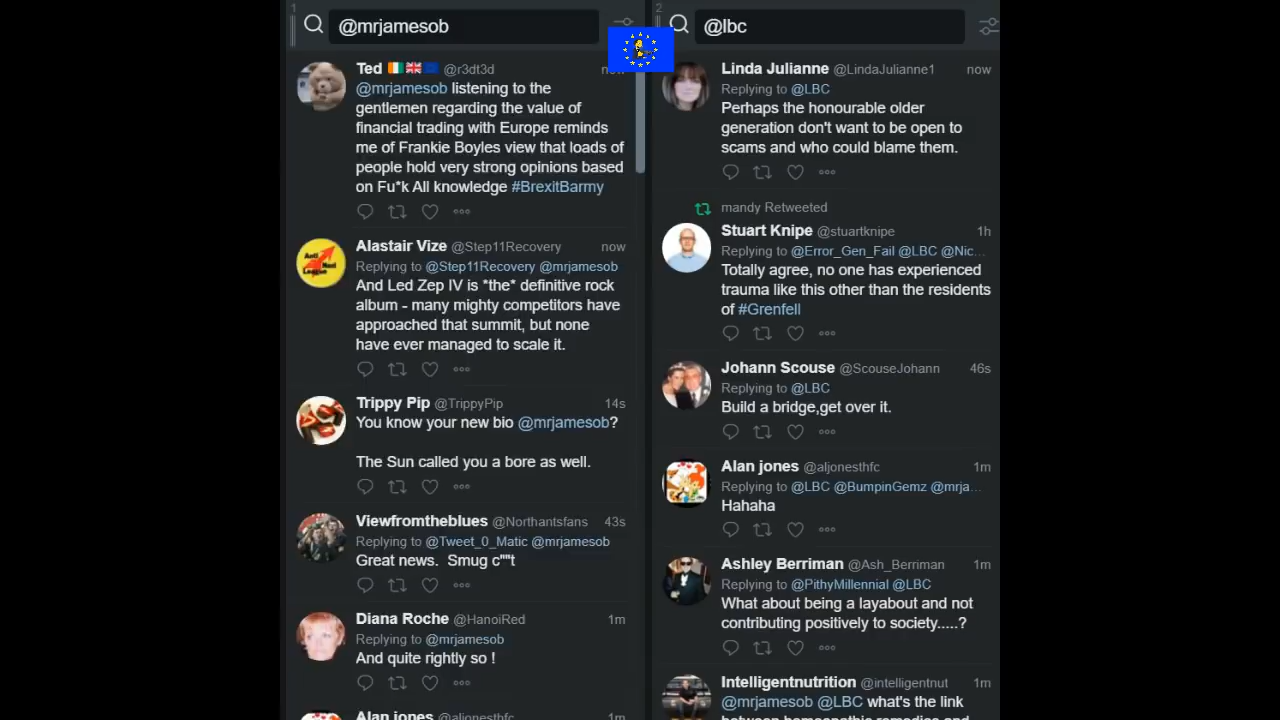 1
@mrjamesob
Ted @r3dt3d
@mrjamesob listening to the
gentlemen regarding the value of
financial trading with Europe reminds
me of Frankie Boyles view that loads of
people hold very strong opinions based
on Fu*k All knowledge #BrexitBarmy
Alastair Vize @Step11Recovery now
Replying to @Step11Recovery @mrjamesob
And Led Zep IV is *the* definitive rock
album - many mighty competitors have
approached that summit, but none
have ever managed to scale it.
Trippy Pip @TrippyPip 14s
You know your new bio @mrjamesob?
The Sun called you a bore as well.
Viewfromtheblues @Northantsfans 43s
Replying to @Tweet_0_Matic @mrjamesob
Great news.  Smug c""t
Diana Roche @HanoiRed 1m
Replying to @mrjamesob
And quite rightly so !
Alan jones @aljonesthfc 1m
2
@lbc
Linda Julianne @LindaJulianne1 now
Replying to @LBC
Perhaps the honourable older
generation don't want to be open to
scams and who could blame them.
mandy Retweeted
Stuart Knipe @stuartknipe 1h
Replying to @Error_Gen_Fail @LBC @Nic...
Totally agree, no one has experienced
trauma like this other than the residents
of #Grenfell
Johann Scouse @ScouseJohann 46s
Replying to @LBC
Build a bridge,get over it.
Alan jones @aljonesthfc 1m
Replying to @LBC @BumpinGemz @mrja...
Hahaha
Ashley Berriman @Ash_Berriman 1m
Replying to @PithyMillennial @LBC
What about being a layabout and not
contributing positively to society.....?
Intelligentnutrition @intelligentnut 1m
@mrjamesob @LBC what's the link
between homeopathic remedies and